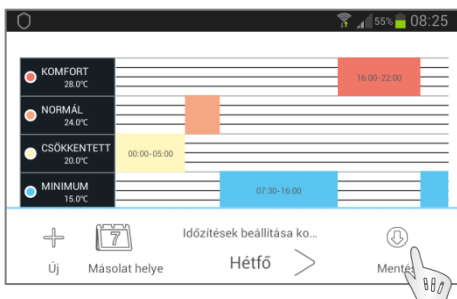 55% 08:25
KOMFORT
28.0°C
16:00-22:00
NORMÁL
24.0°C
CSÖKKENTETT
20.0°C
00:00-05:00
MINIMUM
15.0°C
07:30-16:00
7
Időzítések beállítása ko...
Új
Másolat helye
Hétfő
Mentés